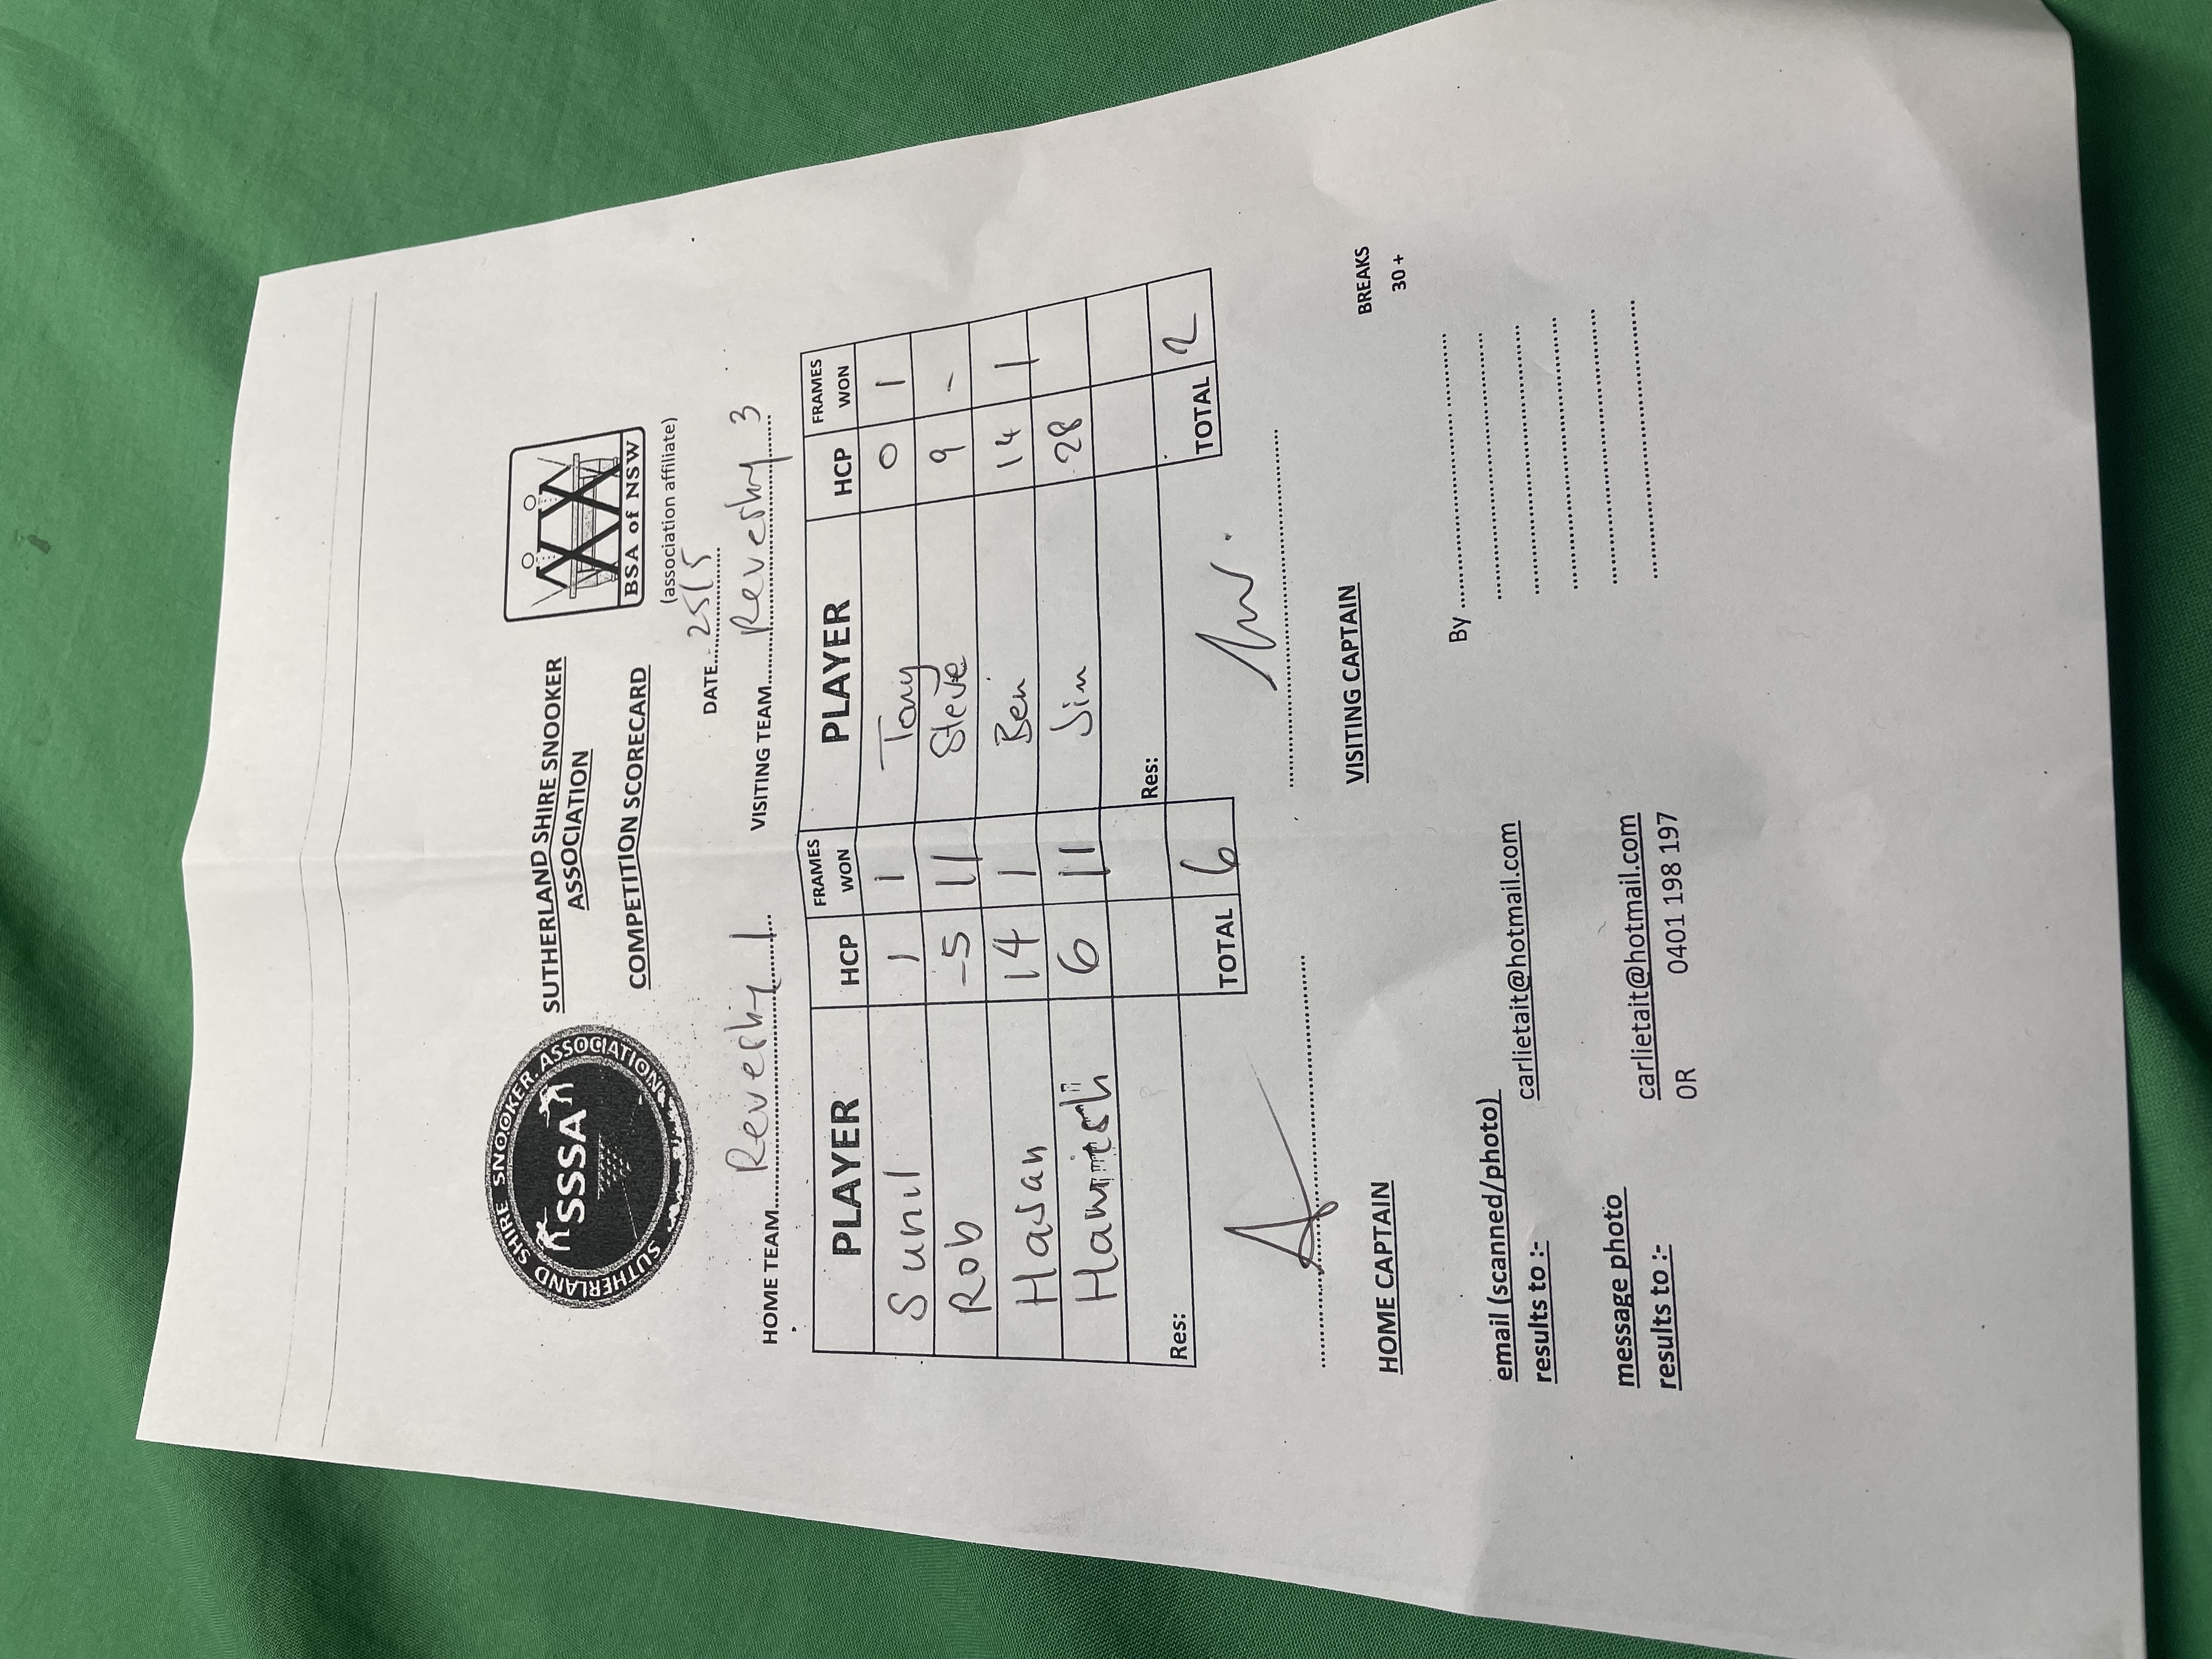 SUTHERLAND SHIRE SNOOKER. ASSOCIATION
SSSA
SUTHERLAND SHIRE SNOOKER
ASSOCIATION
COMPETITION SCORECARD
BSA of NSW
(association affiliate)
DATE 25/5
HOME TEAM Revesby 1 VISITING TEAM Revesby 3
PLAYER HCP FRAMES WON PLAYER HCP FRAMES WON
Sunil 1 1 Tony 0 1
Rob -5 11 Steve 9 -
Hasan 14 1 Ben 14 1
Hamish 6 11 Jim 28
Res: Res:
TOTAL 6 TOTAL 2
HOME CAPTAIN VISITING CAPTAIN
BREAKS
30 +
email (scanned/photo)
results to :- carlietait@hotmail.com
By
message photo
results to :- carlietait@hotmail.com
OR 0401 198 197